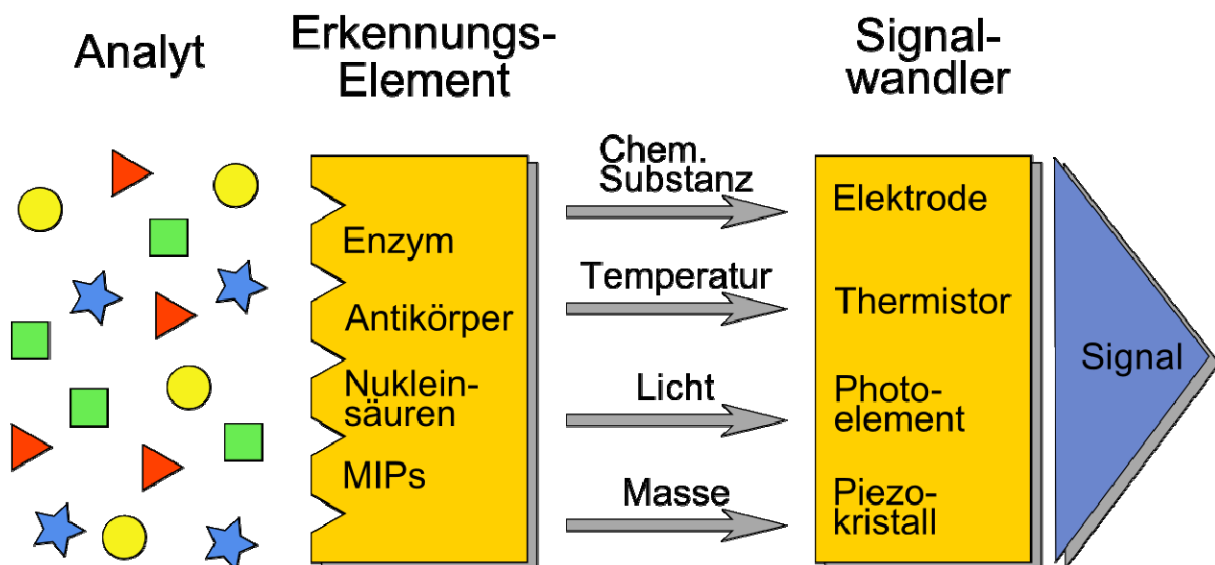 Analyt
Erkennungs-
Element
Signal-
wandler
Enzym
Antikörper
Nuklein-
säuren
MIPs
Chem.
Substanz
Temperatur
Licht
Masse
Elektrode
Thermistor
Photo-
element
Piezo-
kristall
Signal